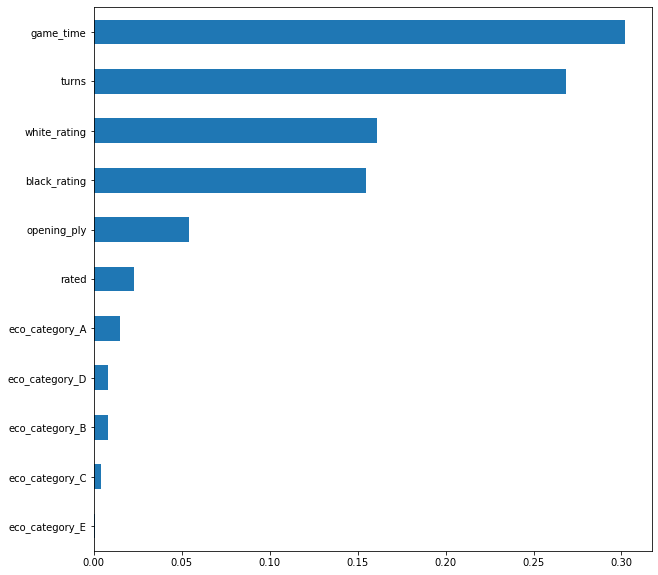 game_time
turns
white_rating
black_rating
opening_ply
rated
eco_category_A
eco_category_D
eco_category_B
eco_category_C
eco_category_E
0.00 0.05 0.10 0.15 0.20 0.25 0.30